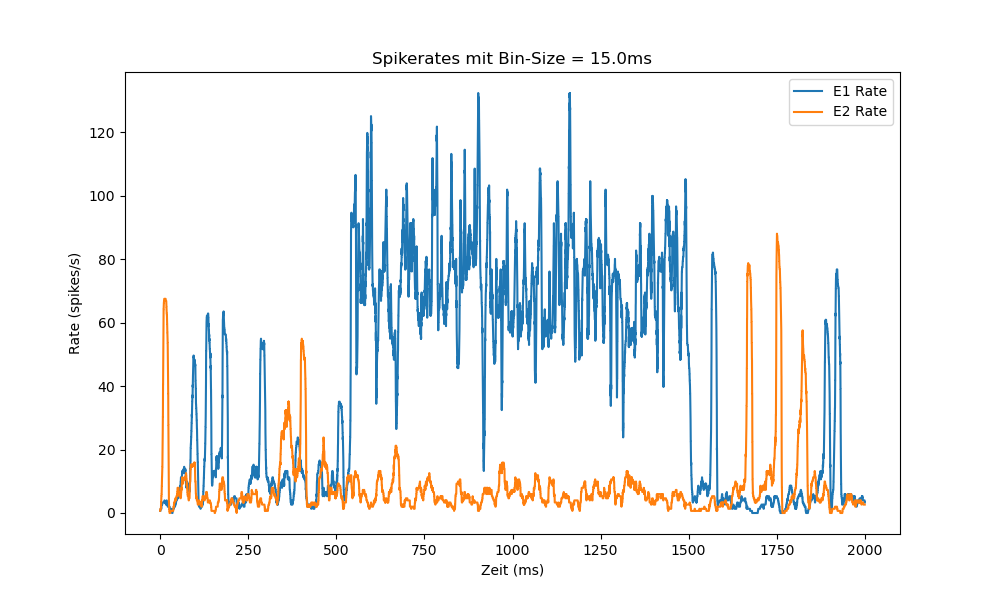 Spikerates mit Bin-Size = 15.0ms
E1 Rate
E2 Rate
120
100
80
60
40
20
0
Rate (spikes/s)
0 250 500 750 1000 1250 1500 1750 2000
Zeit (ms)